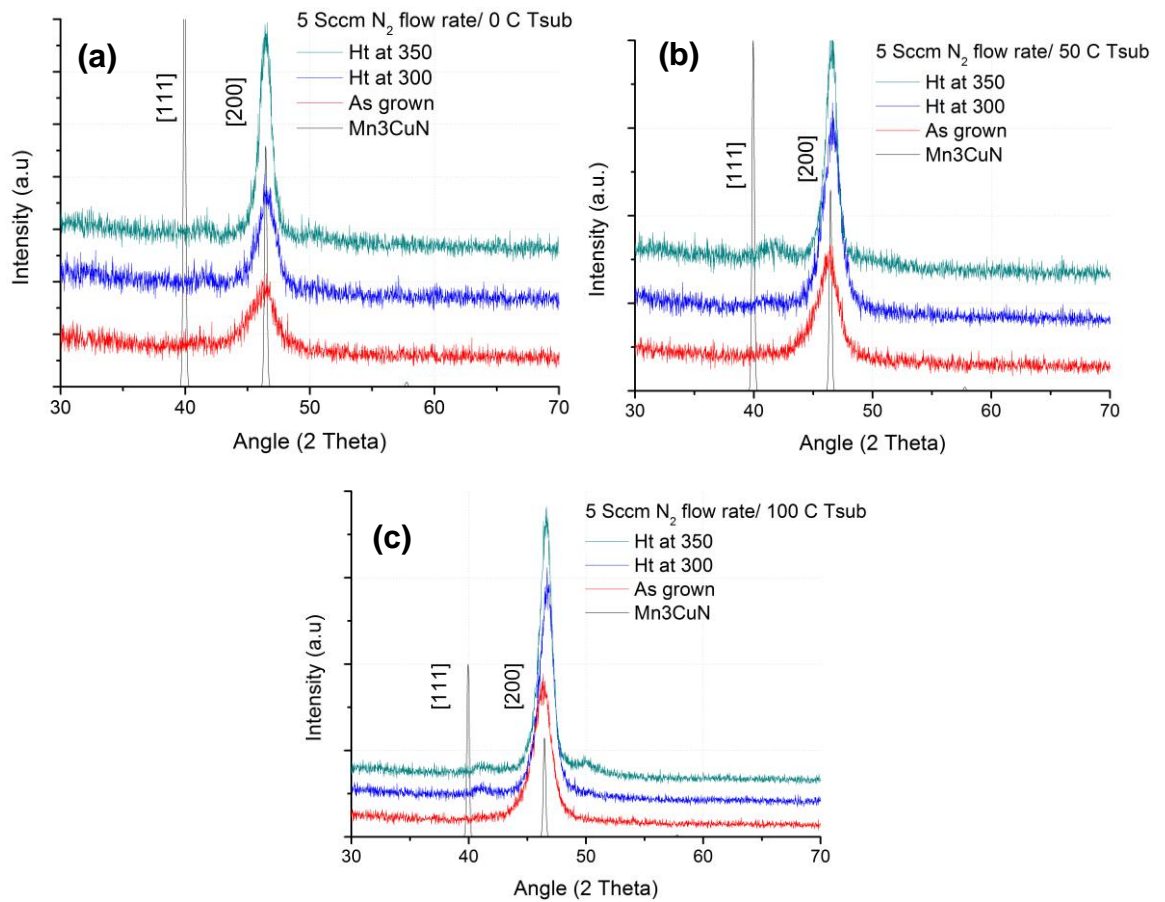 (a)
5 Sccm N₂ flow rate/ 0 C Tsub
Ht at 350
Ht at 300
As grown
Mn3CuN
[111]
[200]
Intensity (a.u)
30 40 50 60 70
Angle (2 Theta)
(b)
5 Sccm N₂ flow rate/ 50 C Tsub
Ht at 350
Ht at 300
As grown
Mn3CuN
[111]
[200]
Intensity (a.u.)
30 40 50 60 70
Angle (2 Theta)
(c)
5 Sccm N₂ flow rate/ 100 C Tsub
Ht at 350
Ht at 300
As grown
Mn3CuN
[111]
[200]
Intensity (a.u)
30 40 50 60 70
Angle (2 Theta)